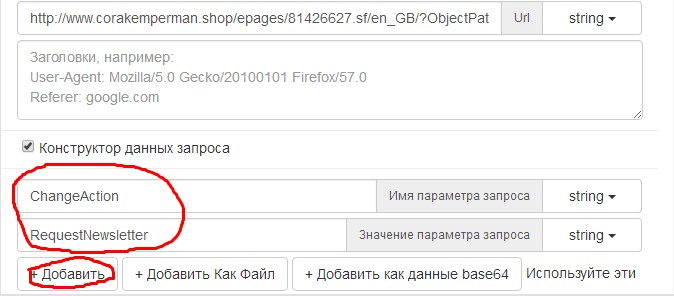 http://www.corakemperman.shop/epages/81426627.sf/en_GB/?ObjectPat Url string
Заголовки, например:
User-Agent: Mozilla/5.0 Gecko/20100101 Firefox/57.0
Referer: google.com
Конструктор данных запроса
ChangeAction Имя параметра запроса string
RequestNewsletter Значение параметра запроса string
+ Добавить + Добавить Как Файл + Добавить как данные base64 Используйте эти